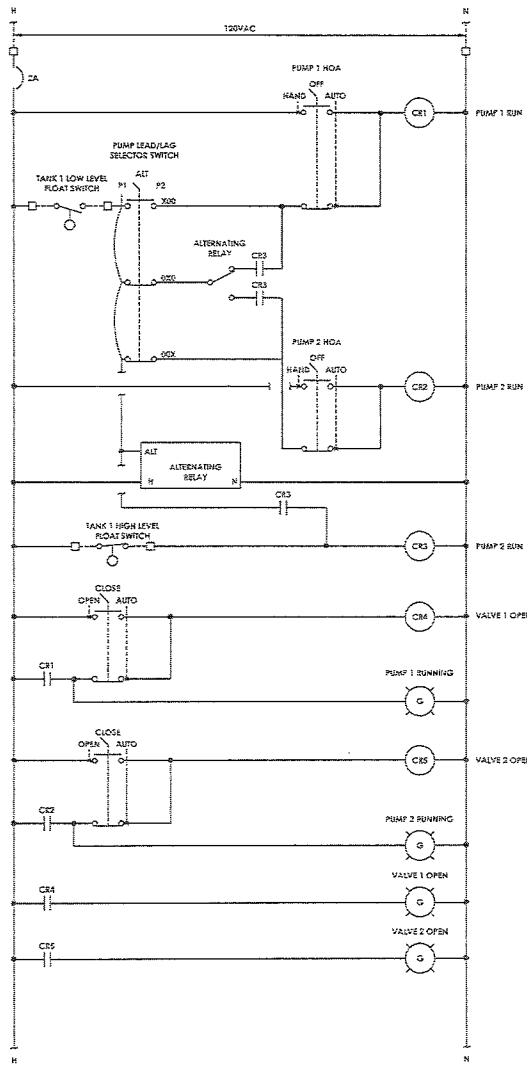 H
N
120VAC
2A
PUMP 1 HOA
OFF
HAND AUTO
CR1
PUMP 1 RUN
PUMP LEAD/LAG
SELECTOR SWITCH
TANK 1 LOW LEVEL
FLOAT SWITCH
ALT
P1 P2
X00
ALTERNATING
RELAY
CR3
0X0
CR3
PUMP 2 HOA
OFF
00X
HAND AUTO
CR2
PUMP 2 RUN
ALT
ALTERNATING
RELAY
H N
CR3
TANK 1 HIGH LEVEL
FLOAT SWITCH
CR3
PUMP 2 RUN
CLOSE
OPEN AUTO
CR4
VALVE 1 OPEN
CR1
PUMP 1 RUNNING
G
CLOSE
OPEN AUTO
CR5
VALVE 2 OPEN
CR2
PUMP 2 RUNNING
G
VALVE 1 OPEN
CR4
G
VALVE 2 OPEN
CR5
G
H
N